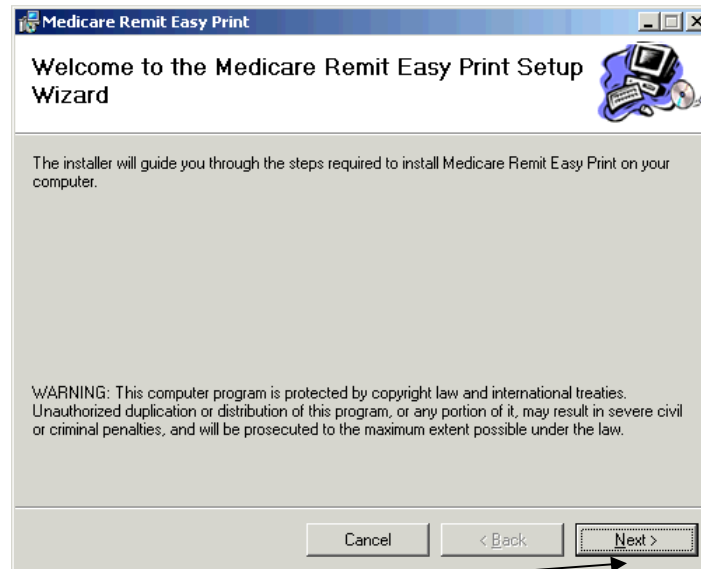 Medicare Remit Easy Print
Welcome to the Medicare Remit Easy Print Setup
Wizard
The installer will guide you through the steps required to install Medicare Remit Easy Print on your
computer.
WARNING: This computer program is protected by copyright law and international treaties.
Unauthorized duplication or distribution of this program, or any portion of it, may result in severe civil
or criminal penalties, and will be prosecuted to the maximum extent possible under the law.
Cancel
< Back
Next >